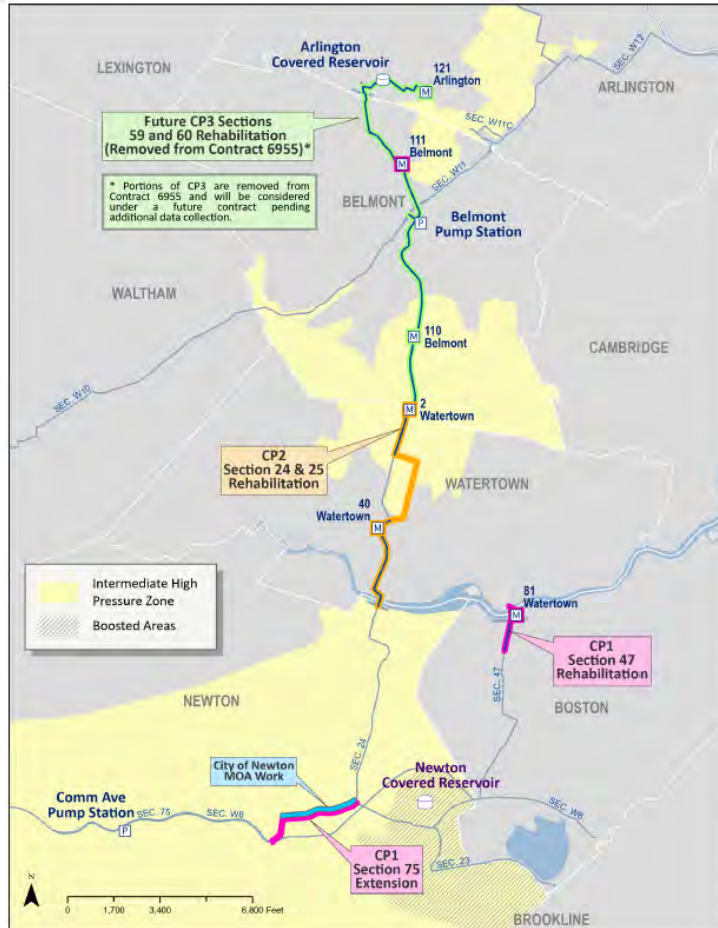 LEXINGTON
Arlington
Covered Reservoir
121
Arlington
SEC. W12
ARLINGTON
SEC. W11C
Future CP3 Sections
59 and 60 Rehabilitation
(Removed from Contract 6955)*
111
Belmont
M
M
SEC. W11
* Portions of CP3 are removed from
Contract 6955 and will be considered
under a future contract pending
additional data collection.
BELMONT
P
Belmont
Pump Station
WALTHAM
M
110
Belmont
CAMBRIDGE
SEC. W10
2
Watertown
M
CP2
Section 24 & 25
Rehabilitation
WATERTOWN
40
Watertown
M
Intermediate High
Pressure Zone
Boosted Areas
81
Watertown
M
CP1
Section 47
Rehabilitation
SEC. 47
NEWTON
BOSTON
SEC. 24
City of Newton
MOA Work
Newton
Covered Reservoir
Comm Ave
Pump Station
P
SEC. 75
SEC. W6
SEC. W8
SEC. 23
CP1
Section 75
Extension
N
0 1,700 3,400 6,800 Feet
BROOKLINE